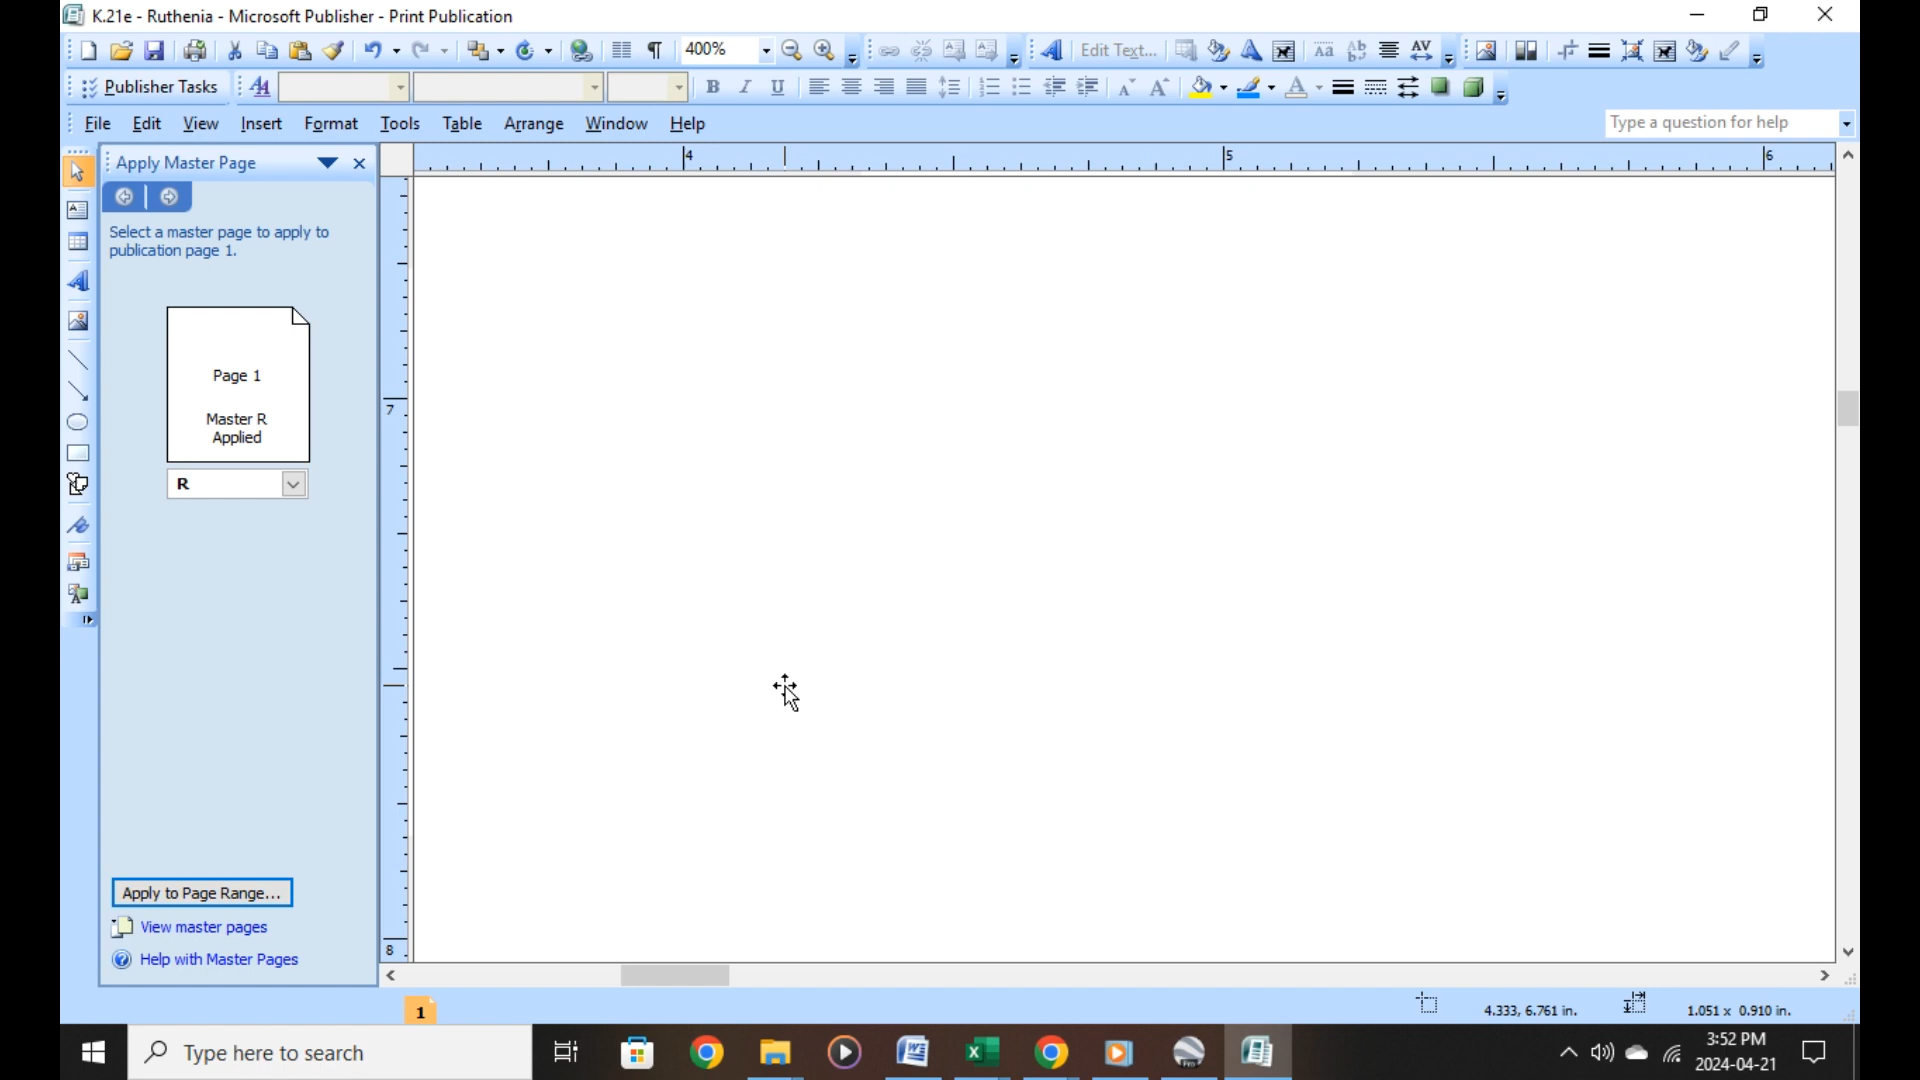 K.21e - Ruthenia - Microsoft Publisher - Print Publication
400%
Edit Text...
Publisher Tasks
B I U
File Edit View Insert Format Tools Table Arrange Window Help
Type a question for help
Apply Master Page
4 5 6
Select a master page to apply to
publication page 1.
Page 1
Master R
Applied
R
7
Apply to Page Range...
View master pages
8
Help with Master Pages
1
4.333, 6.761 in.
1.051 x 0.910 in.
Type here to search
3:52 PM
2024-04-21